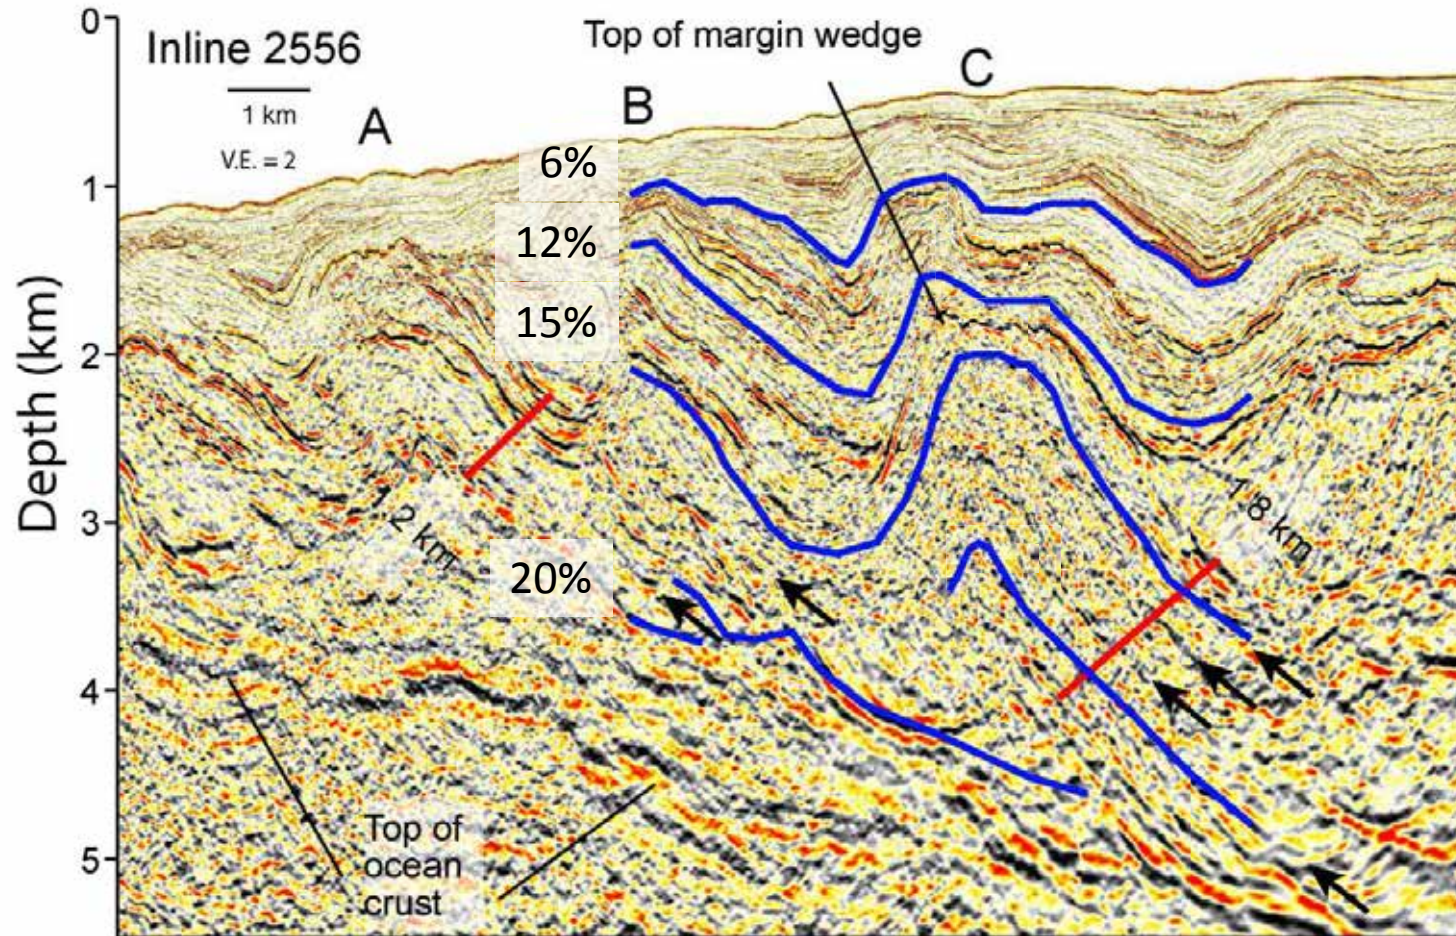 0
Inline 2556
1 km
V.E. = 2
Top of margin wedge
A
B
C
6%
12%
15%
20%
1
2
3
4
5
Depth (km)
2 km
1.8 km
Top of
ocean
crust